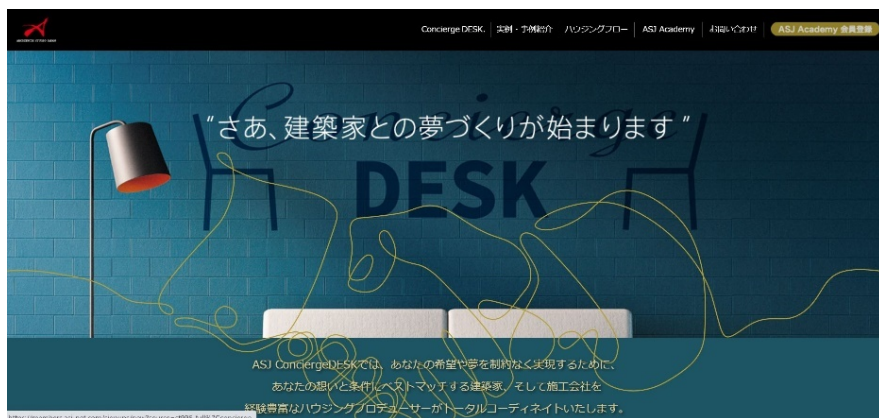 Concierge DESK.
実例・事例紹介
ハウジングフロー
ASJ Academy
お問い合わせ
ASJ Academy 会員登録
Concierge
DESK
“さあ、建築家との夢づくりが始まります”
ASJ ConciergeDESKでは、あなたの希望や夢を制約なく実現するために、
あなたの想いと条件にベストマッチする建築家、そして施工会社を
経験豊富なハウジングプロデューサーがトータルコーディネイトいたします。